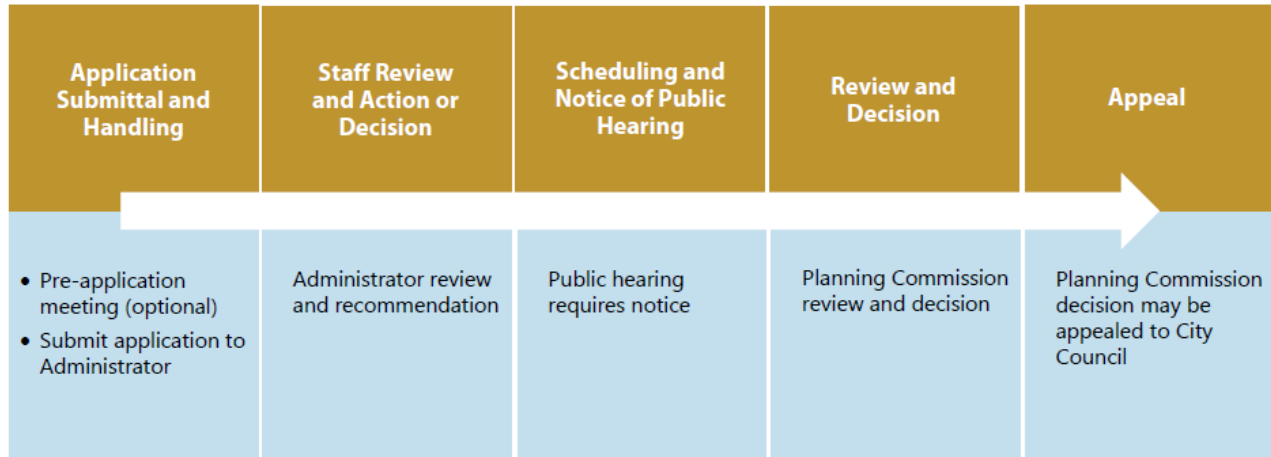 Application
Submittal and
Handling
Staff Review
and Action or
Decision
Scheduling and
Notice of Public
Hearing
Review and
Decision
Appeal
• Pre-application
meeting (optional)
• Submit application to
Administrator
Administrator review
and recommendation
Public hearing
requires notice
Planning Commission
review and decision
Planning Commission
decision may be
appealed to City
Council